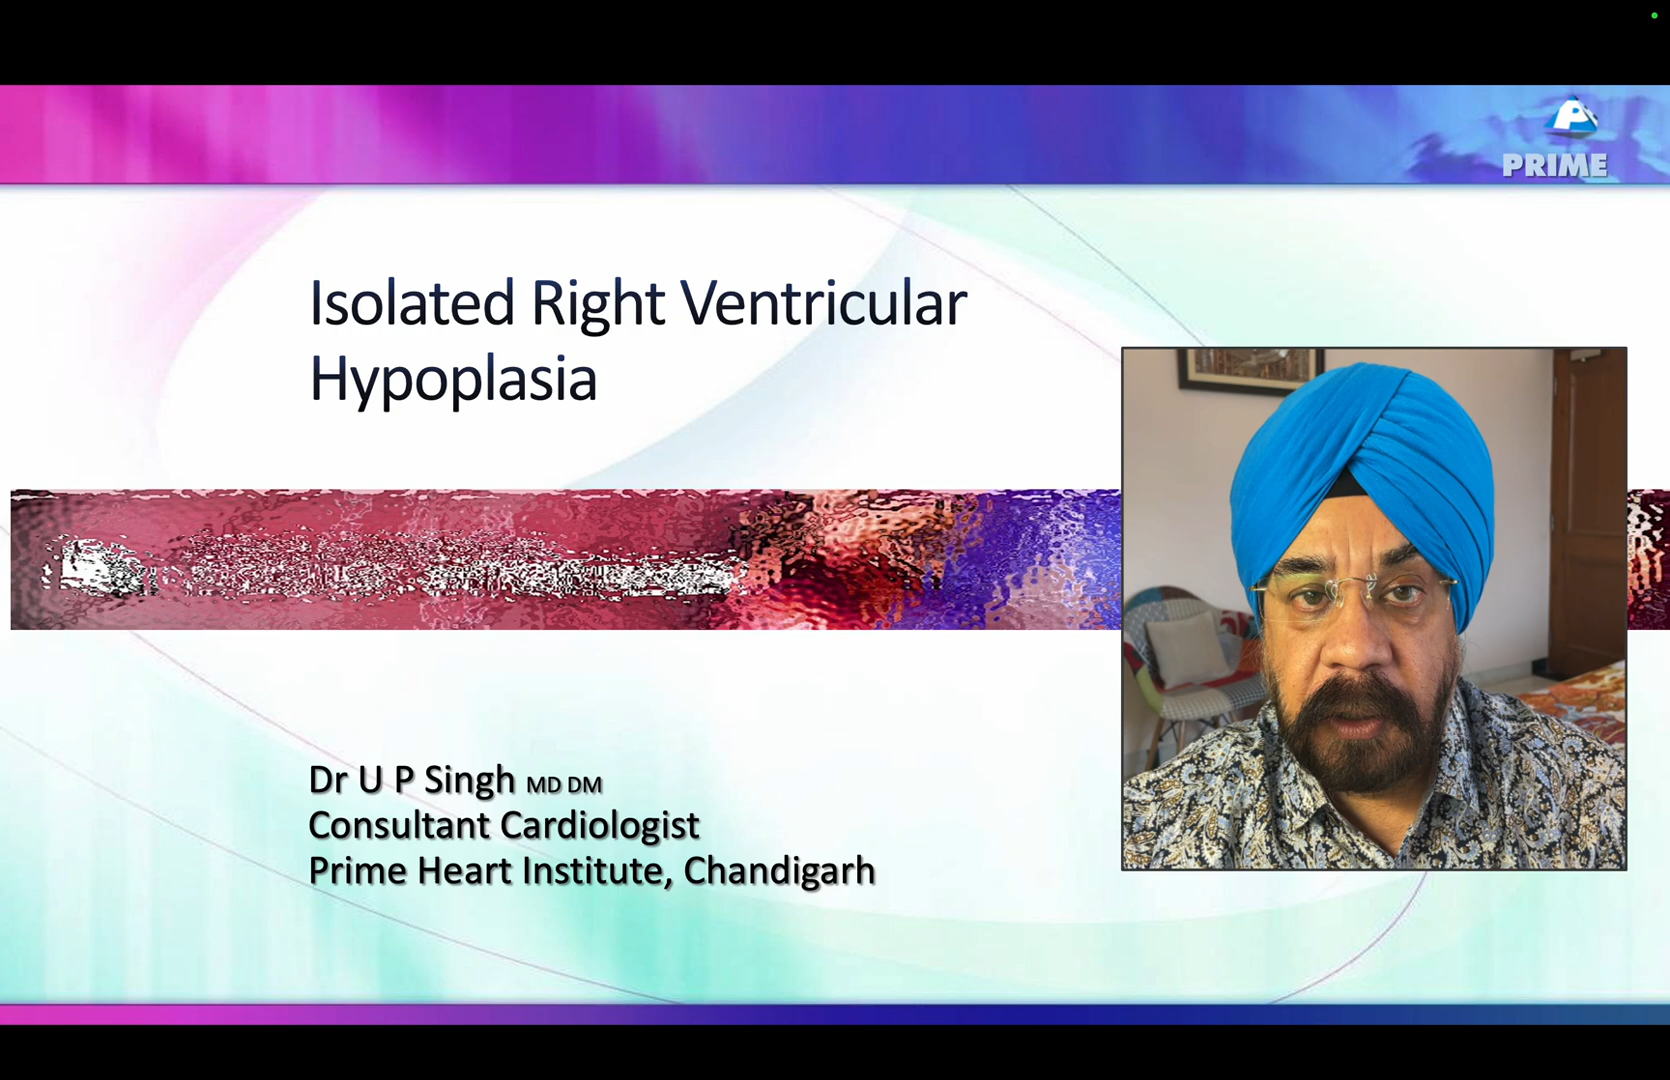 PRIME
Isolated Right Ventricular
Hypoplasia
Dr U P Singh MD DM
Consultant Cardiologist
Prime Heart Institute, Chandigarh